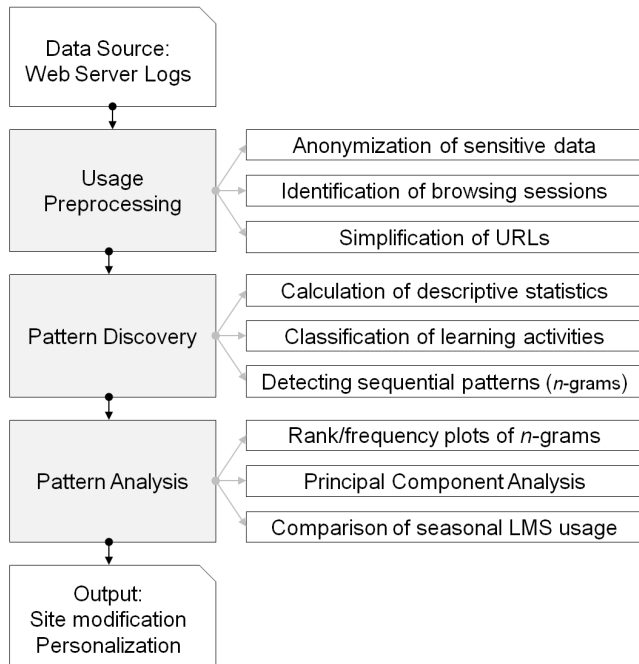 Data Source:
Web Server Logs
Usage
Preprocessing
Anonymization of sensitive data
Identification of browsing sessions
Simplification of URLs
Pattern Discovery
Calculation of descriptive statistics
Classification of learning activities
Detecting sequential patterns (n-grams)
Pattern Analysis
Rank/frequency plots of n-grams
Principal Component Analysis
Comparison of seasonal LMS usage
Output:
Site modification
Personalization